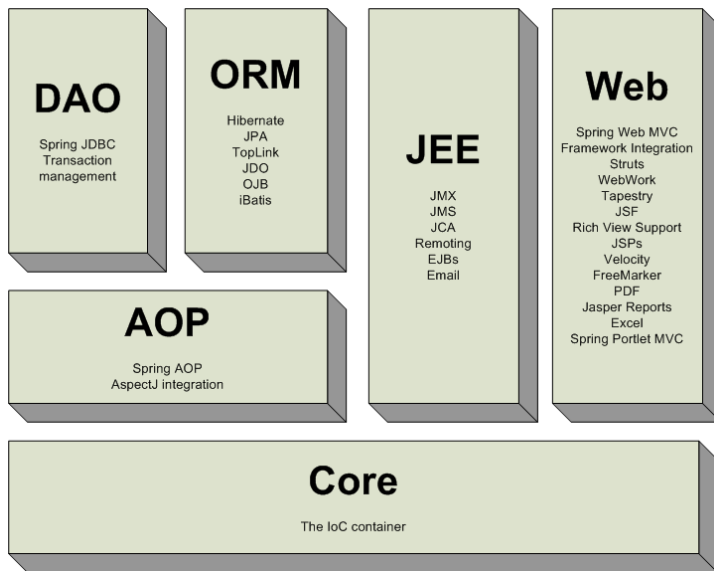 DAO
Spring JDBC
Transaction
management
ORM
Hibernate
JPA
TopLink
JDO
OJB
iBatis
JEE
JMX
JMS
JCA
Remoting
EJBs
Email
Web
Spring Web MVC
Framework Integration
Struts
WebWork
Tapestry
JSF
Rich View Support
JSPs
Velocity
FreeMarker
PDF
Jasper Reports
Excel
Spring Portlet MVC
AOP
Spring AOP
AspectJ integration
Core
The IoC container